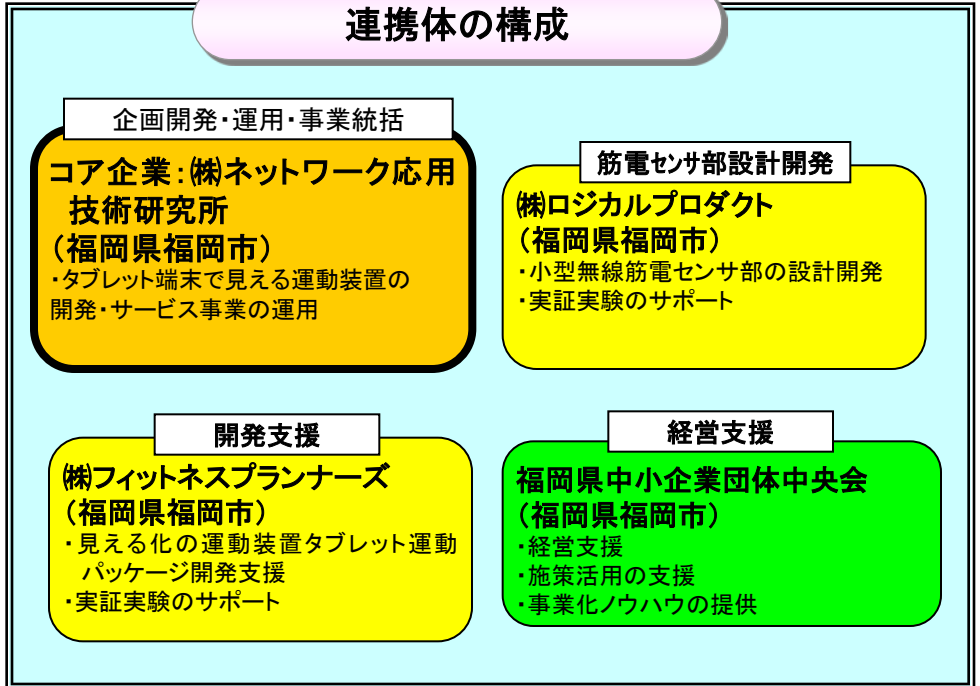 連携体の構成
企画開発・運用・事業統括
コア企業：㈱ネットワーク応用
技術研究所
（福岡県福岡市）
・タブレット端末で見える運動装置の
開発・サービス事業の運用
筋電センサ部設計開発
㈱ロジカルプロダクト
（福岡県福岡市）
・小型無線筋電センサ部の設計開発
・実証実験のサポート
開発支援
㈱フィットネスプランナーズ
（福岡県福岡市）
・見える化の運動装置タブレット運動
パッケージ開発支援
・実証実験のサポート
経営支援
福岡県中小企業団体中央会
（福岡県福岡市）
・経営支援
・施策活用の支援
・事業化ノウハウの提供